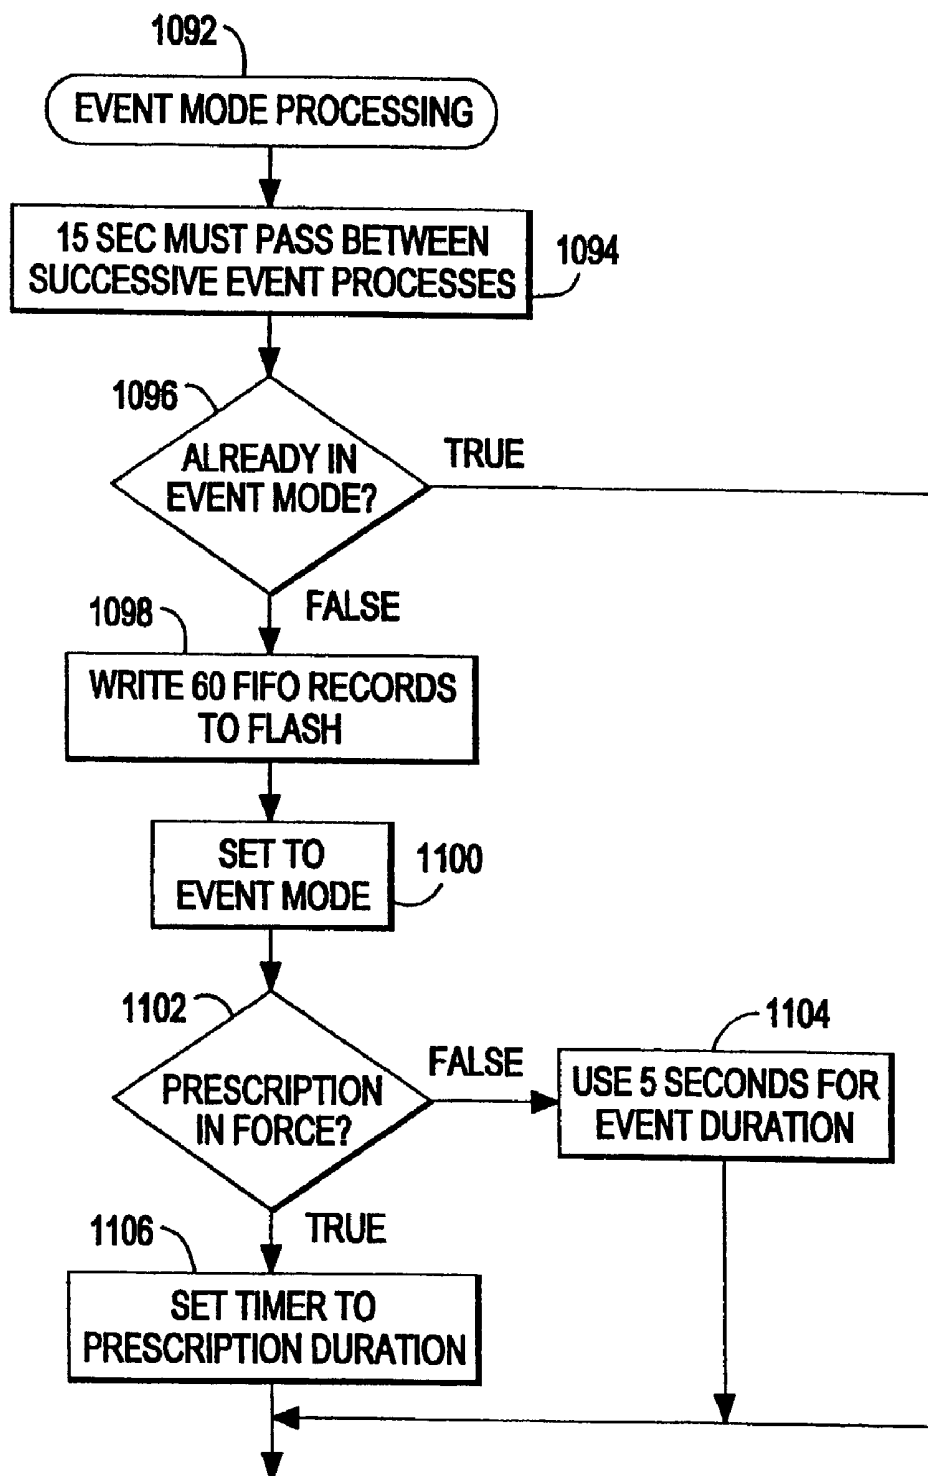 1092
EVENT MODE PROCESSING
15 SEC MUST PASS BETWEEN
SUCCESSIVE EVENT PROCESSES
1094
1096
ALREADY IN
EVENT MODE?
TRUE
FALSE
1098
WRITE 60 FIFO RECORDS
TO FLASH
SET TO
EVENT MODE
1100
1102
PRESCRIPTION
IN FORCE?
FALSE
1104
USE 5 SECONDS FOR
EVENT DURATION
TRUE
1106
SET TIMER TO
PRESCRIPTION DURATION